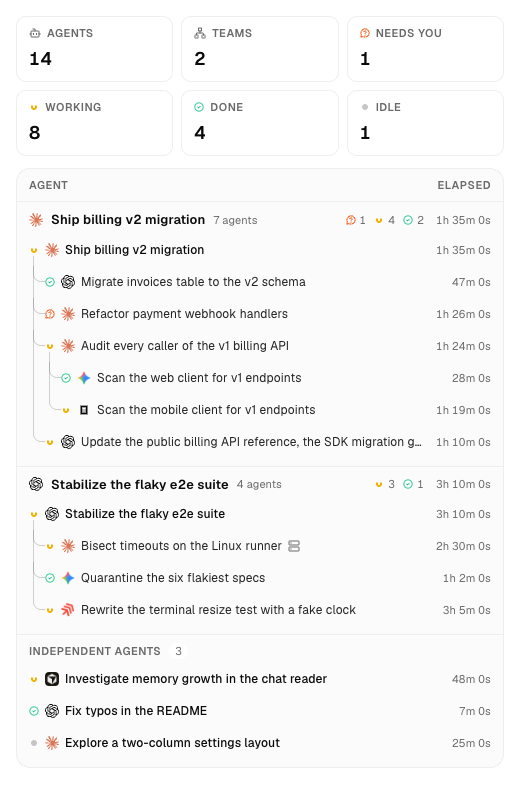 AGENTS
14
TEAMS
2
NEEDS YOU
1
WORKING
8
DONE
4
IDLE
1
AGENT ELAPSED
Ship billing v2 migration 7 agents 1 4 2 1h 35m 0s
Ship billing v2 migration 1h 35m 0s
Migrate invoices table to the v2 schema 47m 0s
Refactor payment webhook handlers 1h 26m 0s
Audit every caller of the v1 billing API 1h 24m 0s
Scan the web client for v1 endpoints 28m 0s
Scan the mobile client for v1 endpoints 1h 19m 0s
Update the public billing API reference, the SDK migration g... 1h 10m 0s
Stabilize the flaky e2e suite 4 agents 3 1 3h 10m 0s
Stabilize the flaky e2e suite 3h 10m 0s
Bisect timeouts on the Linux runner 2h 30m 0s
Quarantine the six flakiest specs 1h 2m 0s
Rewrite the terminal resize test with a fake clock 3h 5m 0s
INDEPENDENT AGENTS 3
Investigate memory growth in the chat reader 48m 0s
Fix typos in the README 7m 0s
Explore a two-column settings layout 25m 0s